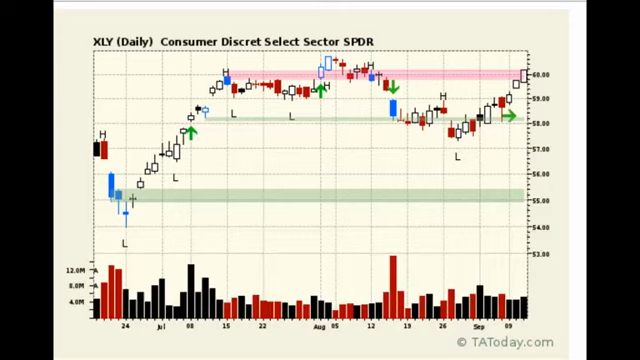 XLY (Daily) Consumer Discret Select Sector SPDR
H
H
H
H
H
L
L
L
L
L
60.00
59.00
58.00
57.00
56.00
55.00
54.00
53.00
12.0M
8.0M
4.0M
A
A
24 Jul 08 15 22 Aug 05 12 19 26 Sep 09
© TAToday.com